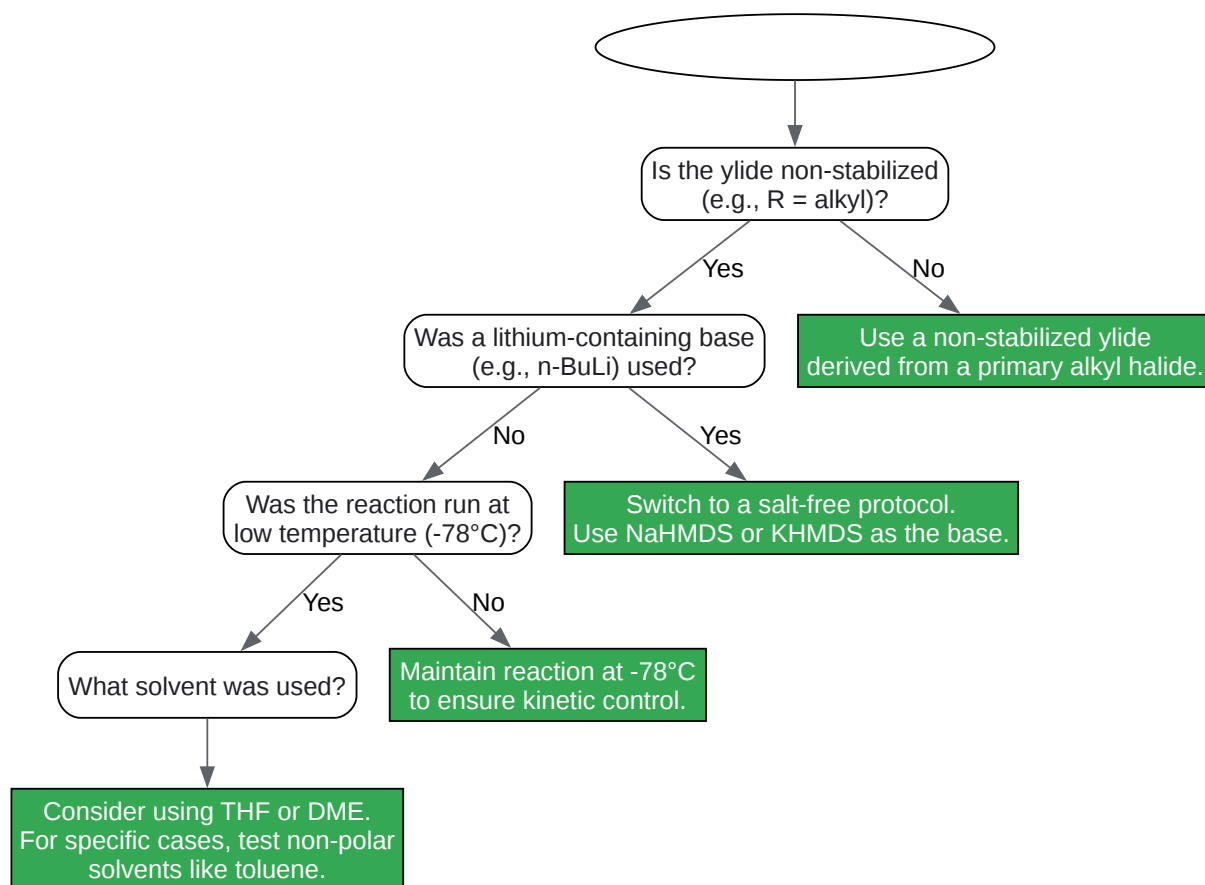 Is the ylide non-stabilized
(e.g., R = alkyl)?
Yes
No
Was a lithium-containing base
(e.g., n-BuLi) used?
Use a non-stabilized ylide
derived from a primary alkyl halide.
No
Yes
Was the reaction run at
low temperature (-78°C)?
Switch to a salt-free protocol.
Use NaHMDS or KHMDS as the base.
Yes
No
What solvent was used?
Maintain reaction at -78°C
to ensure kinetic control.
Consider using THF or DME.
For specific cases, test non-polar
solvents like toluene.